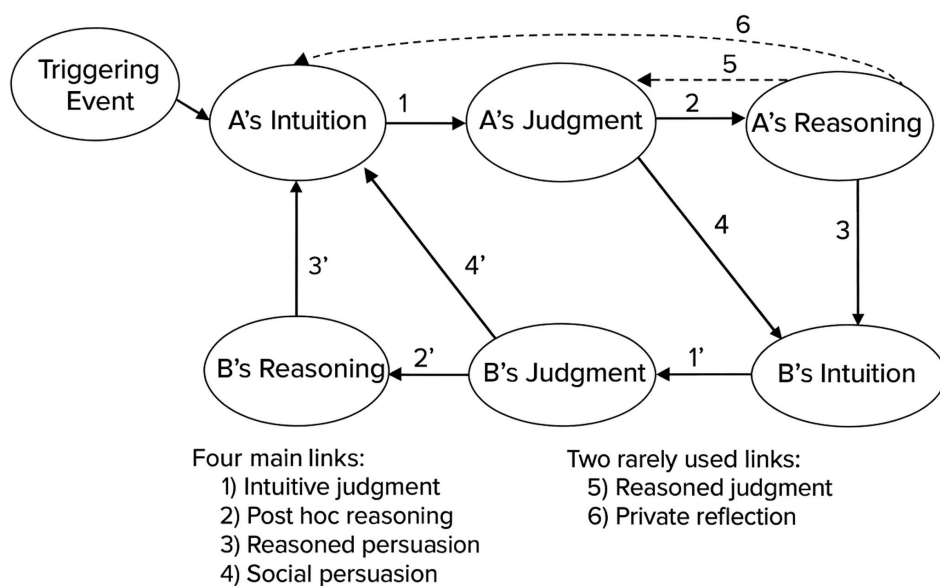 6
Triggering
Event
5
A's Intuition
1
A's Judgment
2
A's Reasoning
3'
4'
4
3
B's Reasoning
2'
B's Judgment
1'
B's Intuition
Four main links:
1) Intuitive judgment
2) Post hoc reasoning
3) Reasoned persuasion
4) Social persuasion
Two rarely used links:
5) Reasoned judgment
6) Private reflection